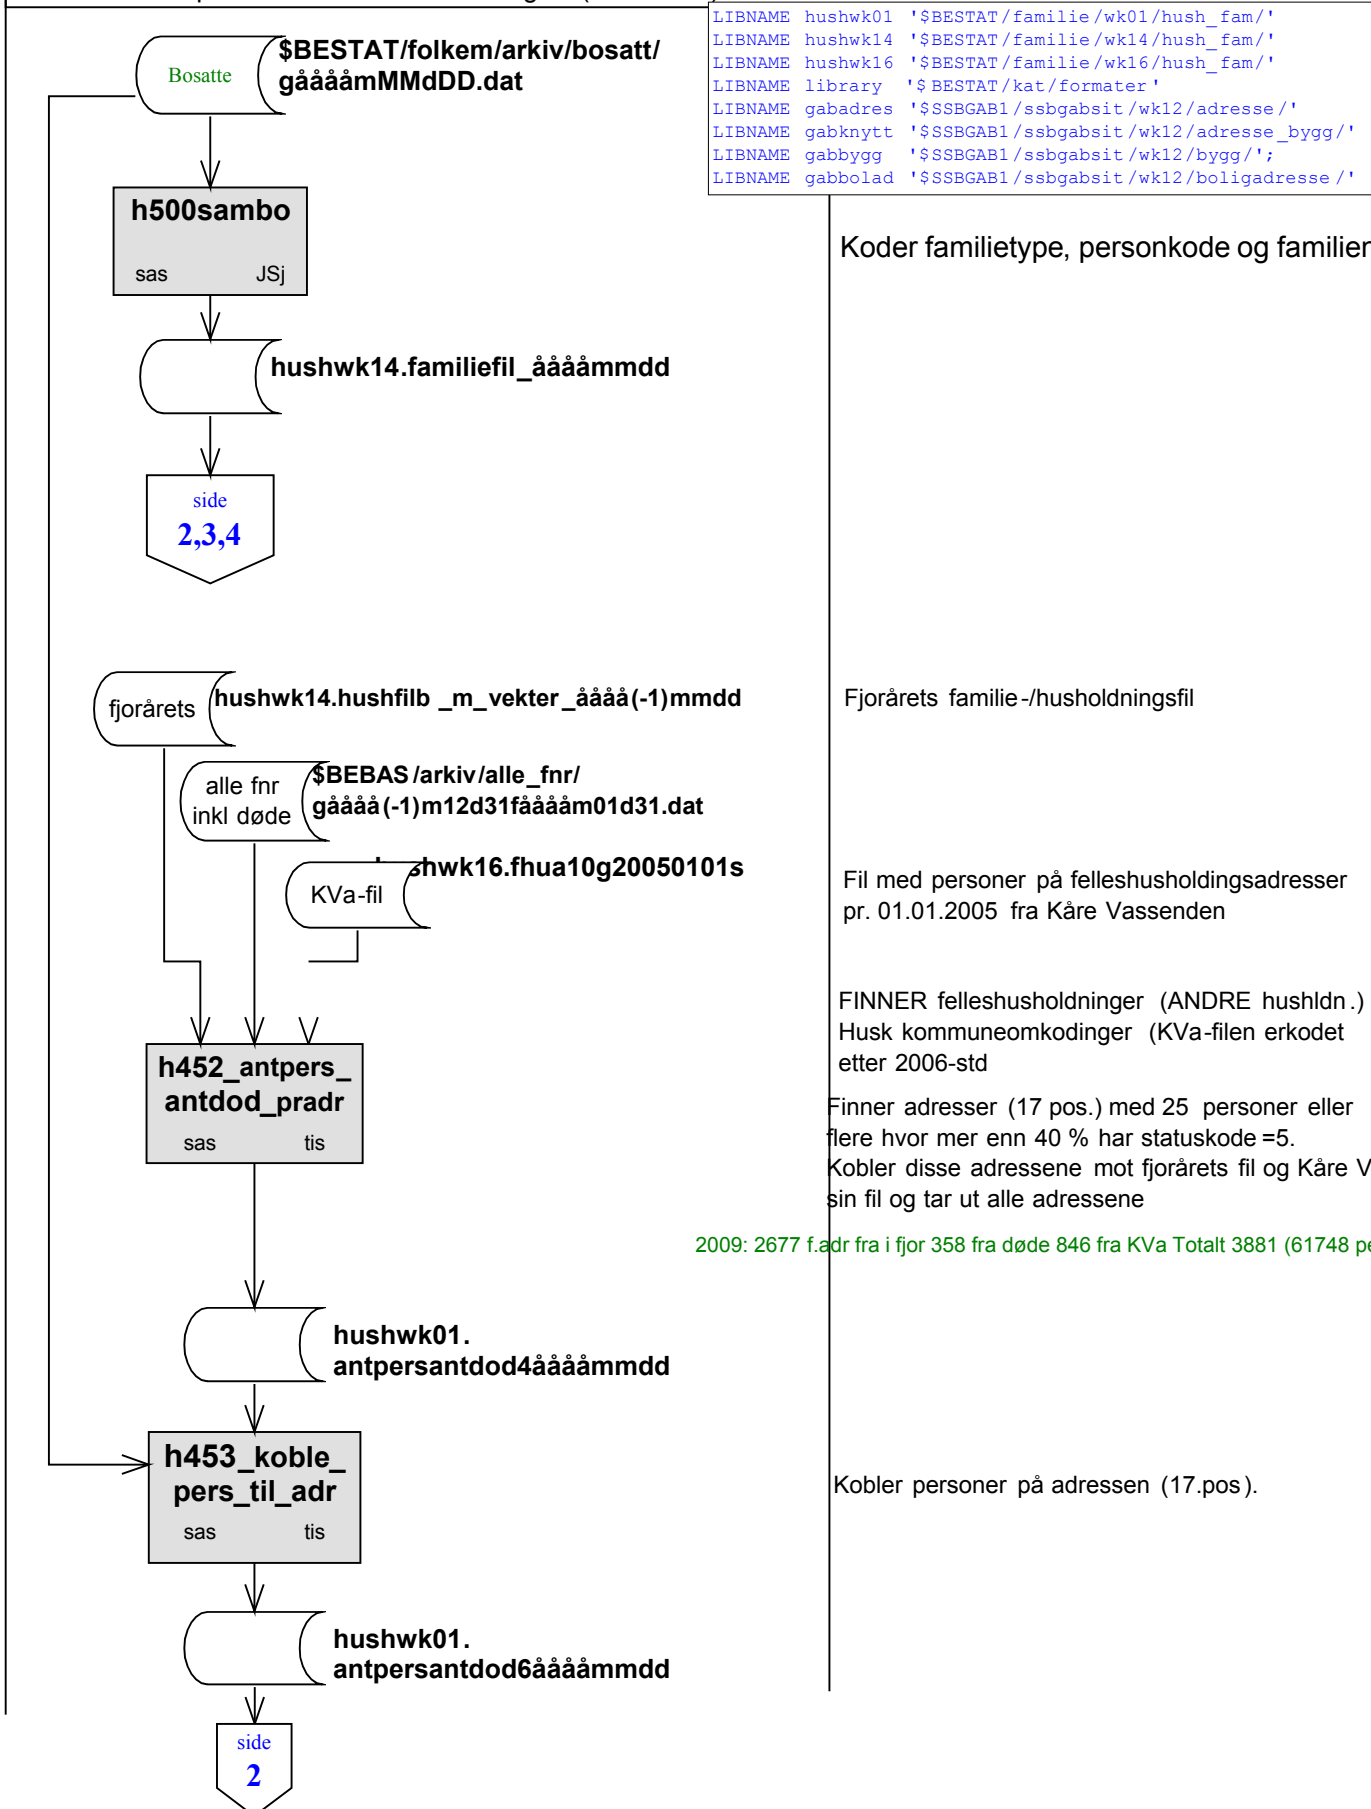 LIBNAME hushwk01 '$BESTAT/familie/wk01/hush_fam/'
LIBNAME hushwk14 '$BESTAT/familie/wk14/hush_fam/'
LIBNAME hushwk16 '$BESTAT/familie/wk16/hush_fam/'
LIBNAME library '$BESTAT/kat/formater'
LIBNAME gabadres '$SSBGAB1/ssbgabsit/wk12/adresse/'
LIBNAME gabknytt '$SSBGAB1/ssbgabsit/wk12/adresse_bygg/'
LIBNAME gabbygg '$SSBGAB1/ssbgabsit/wk12/bygg/';
LIBNAME gabbolad '$SSBGAB1/ssbgabsit/wk12/boligadresse/'
Bosatte
$BESTAT/folkem/arkiv/bosatt/
gååååmMMdDD.dat
h500sambo
sas JSj
Koder familietype, personkode og familien
hushwk14.familiefil_ååååmmdd
side
2,3,4
fjorårets
hushwk14.hushfilb_m_vekter_åååå(-1)mmdd
Fjorårets familie-/husholdningsfil
alle fnr
inkl døde
$BEBAS/arkiv/alle_fnr/
gåååå(-1)m12d31fååååm01d31.dat
KVa-fil
shwk16.fhua10g20050101s
Fil med personer på felleshusholdingsadresser
pr. 01.01.2005 fra Kåre Vassenden
FINNER felleshusholdninger (ANDRE hushldn.)
Husk kommuneomkodinger (KVa-filen erkodet
etter 2006-std
h452_antpers_
antdod_pradr
sas tis
Finner adresser (17 pos.) med 25 personer eller
flere hvor mer enn 40 % har statuskode =5.
Kobler disse adressene mot fjorårets fil og Kåre V
sin fil og tar ut alle adressene
2009: 2677 f.adr fra i fjor 358 fra døde 846 fra KVa Totalt 3881 (61748 pe
hushwk01.
antpersantdod4ååååmmdd
h453_koble_
pers_til_adr
sas tis
Kobler personer på adressen (17.pos).
hushwk01.
antpersantdod6ååååmmdd
side
2